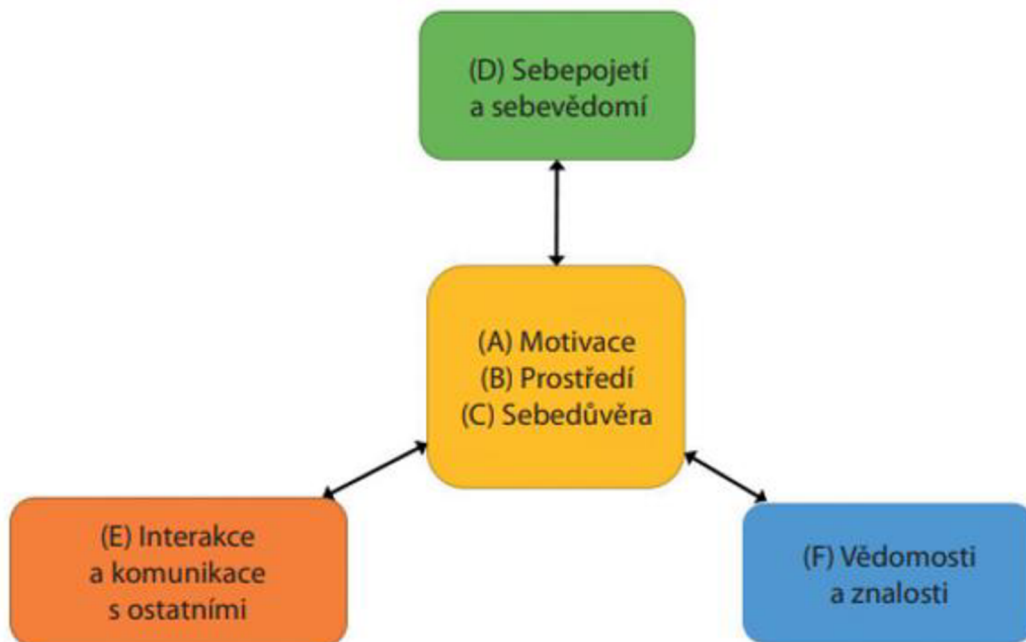 (D) Sebepojetí
a sebevědomí
(A) Motivace
(B) Prostředí
(C) Sebedůvěra
(E) Interakce
a komunikace
s ostatními
(F) Vědomosti
a znalosti